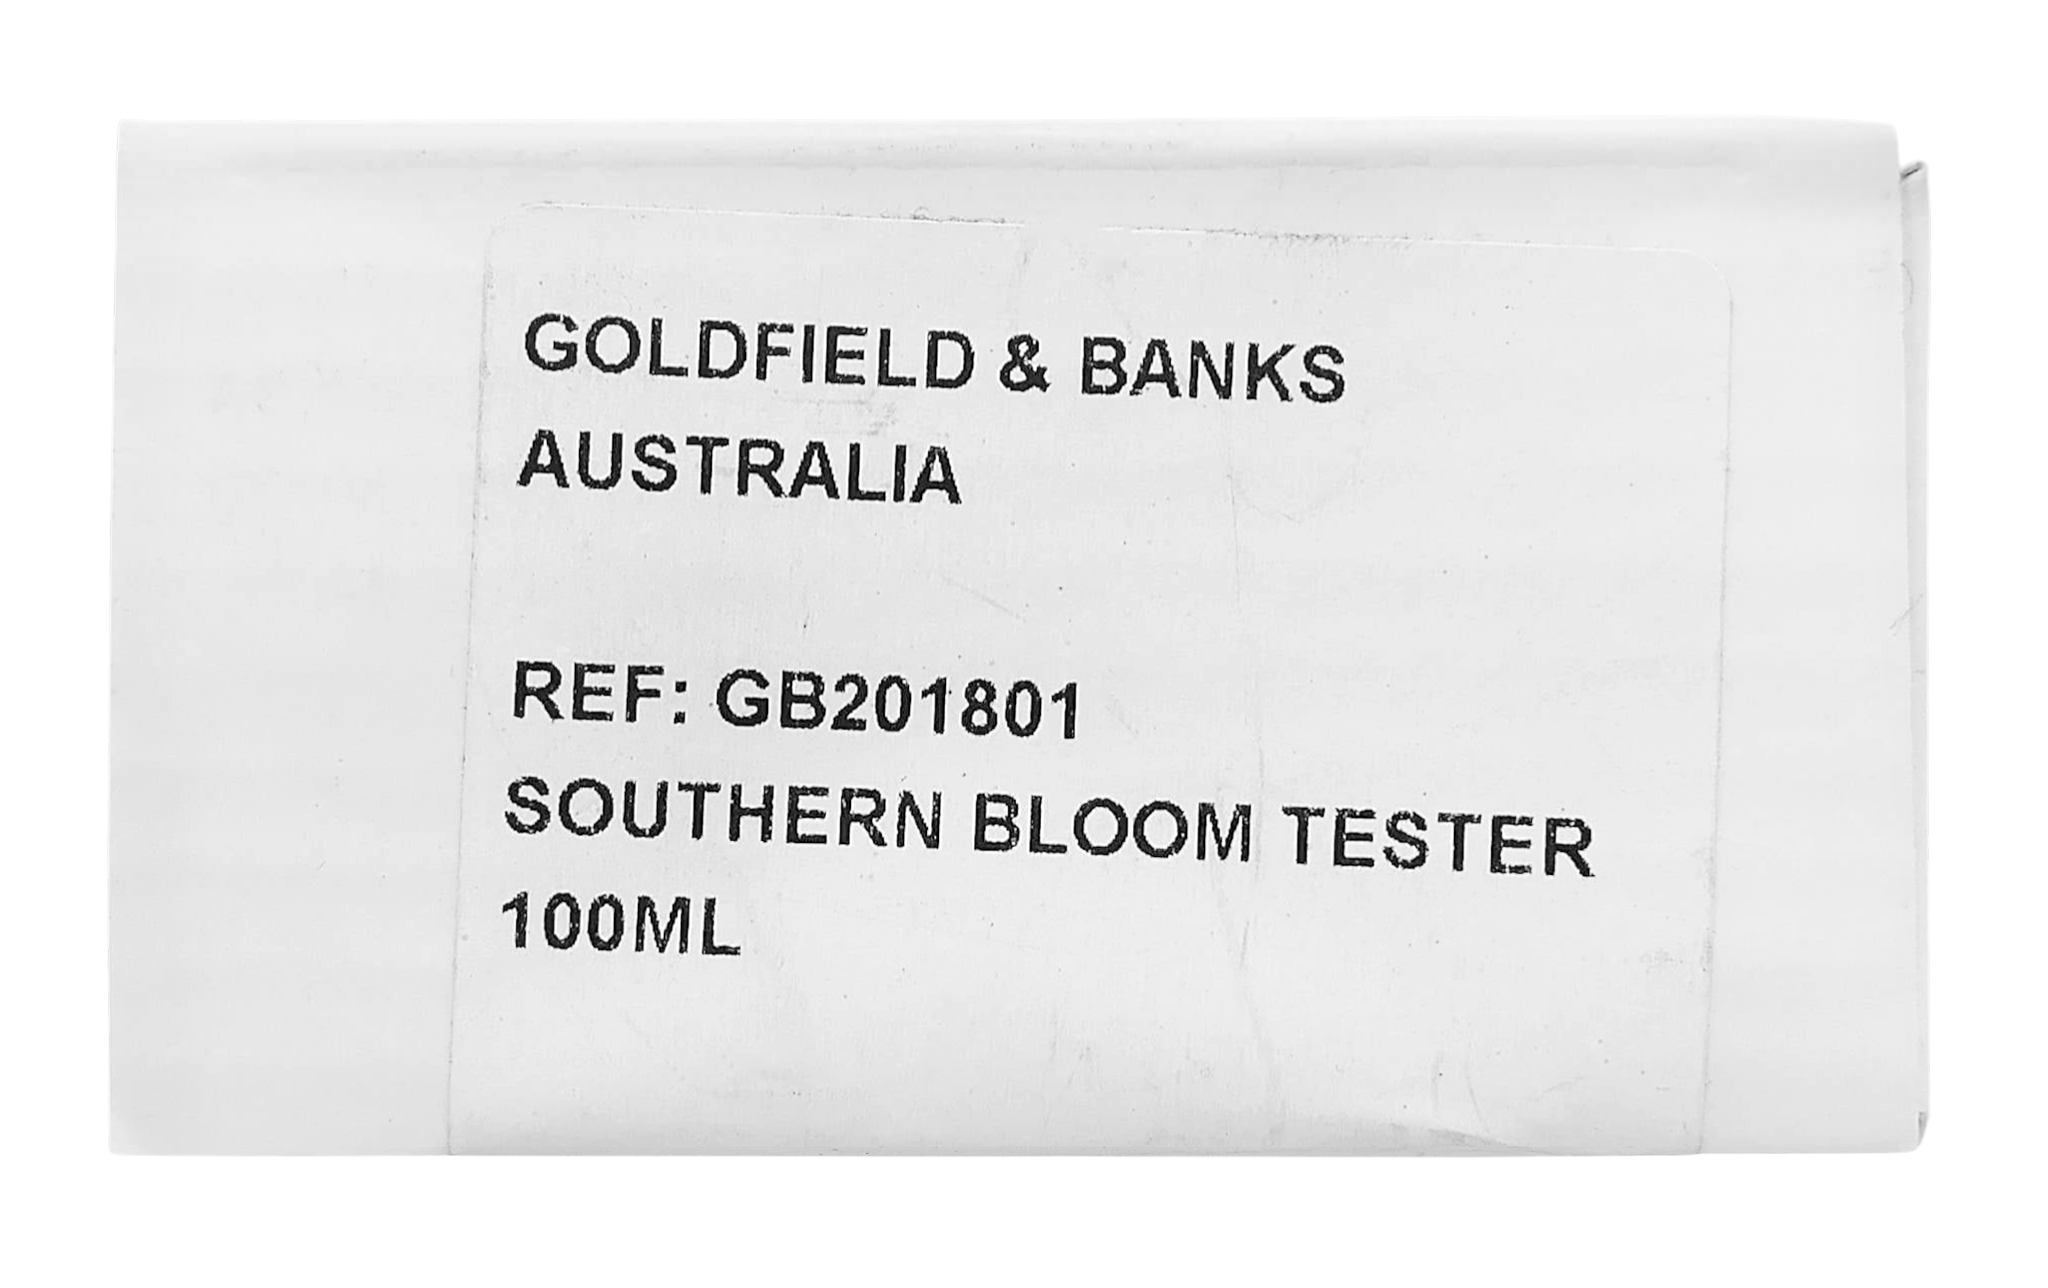 GOLDFIELD & BANKS
AUSTRALIA
REF: GB201801
SOUTHERN BLOOM TESTER
100ML